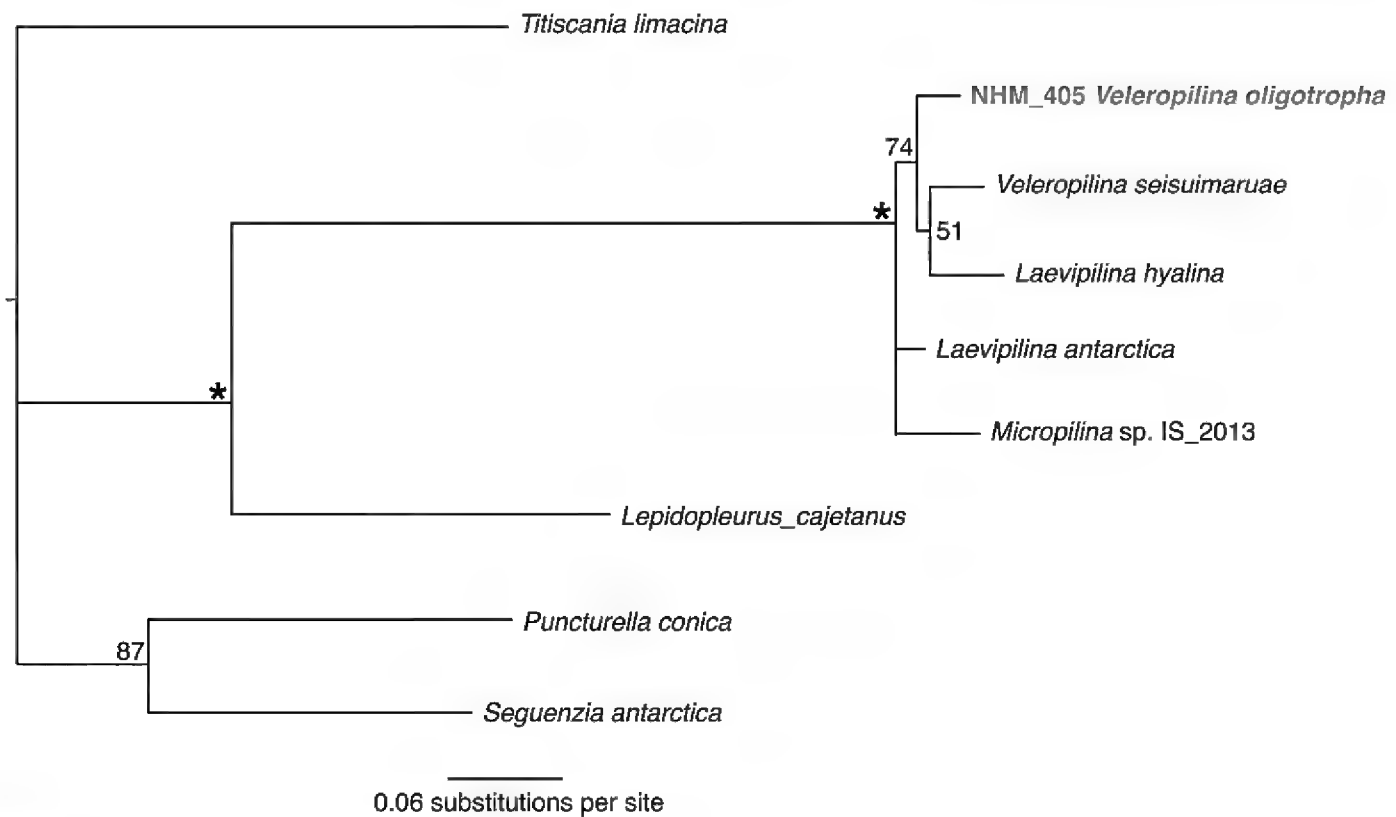 Titiscania limacina
NHM_405 Veleropilina oligotropha
74
Veleropilina seisuimaruae
*
51
Laevipilina hyalina
Laevipilina antarctica
*
Micropilina sp. IS_2013
Lepidopleurus_cajetanus
Puncturella conica
87
Seguenzia antarctica
0.06 substitutions per site